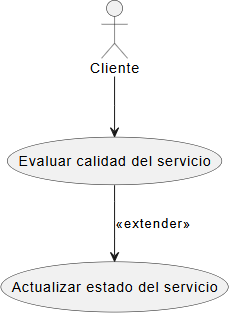 Cliente
Evaluar calidad del servicio
«extender»
Actualizar estado del servicio